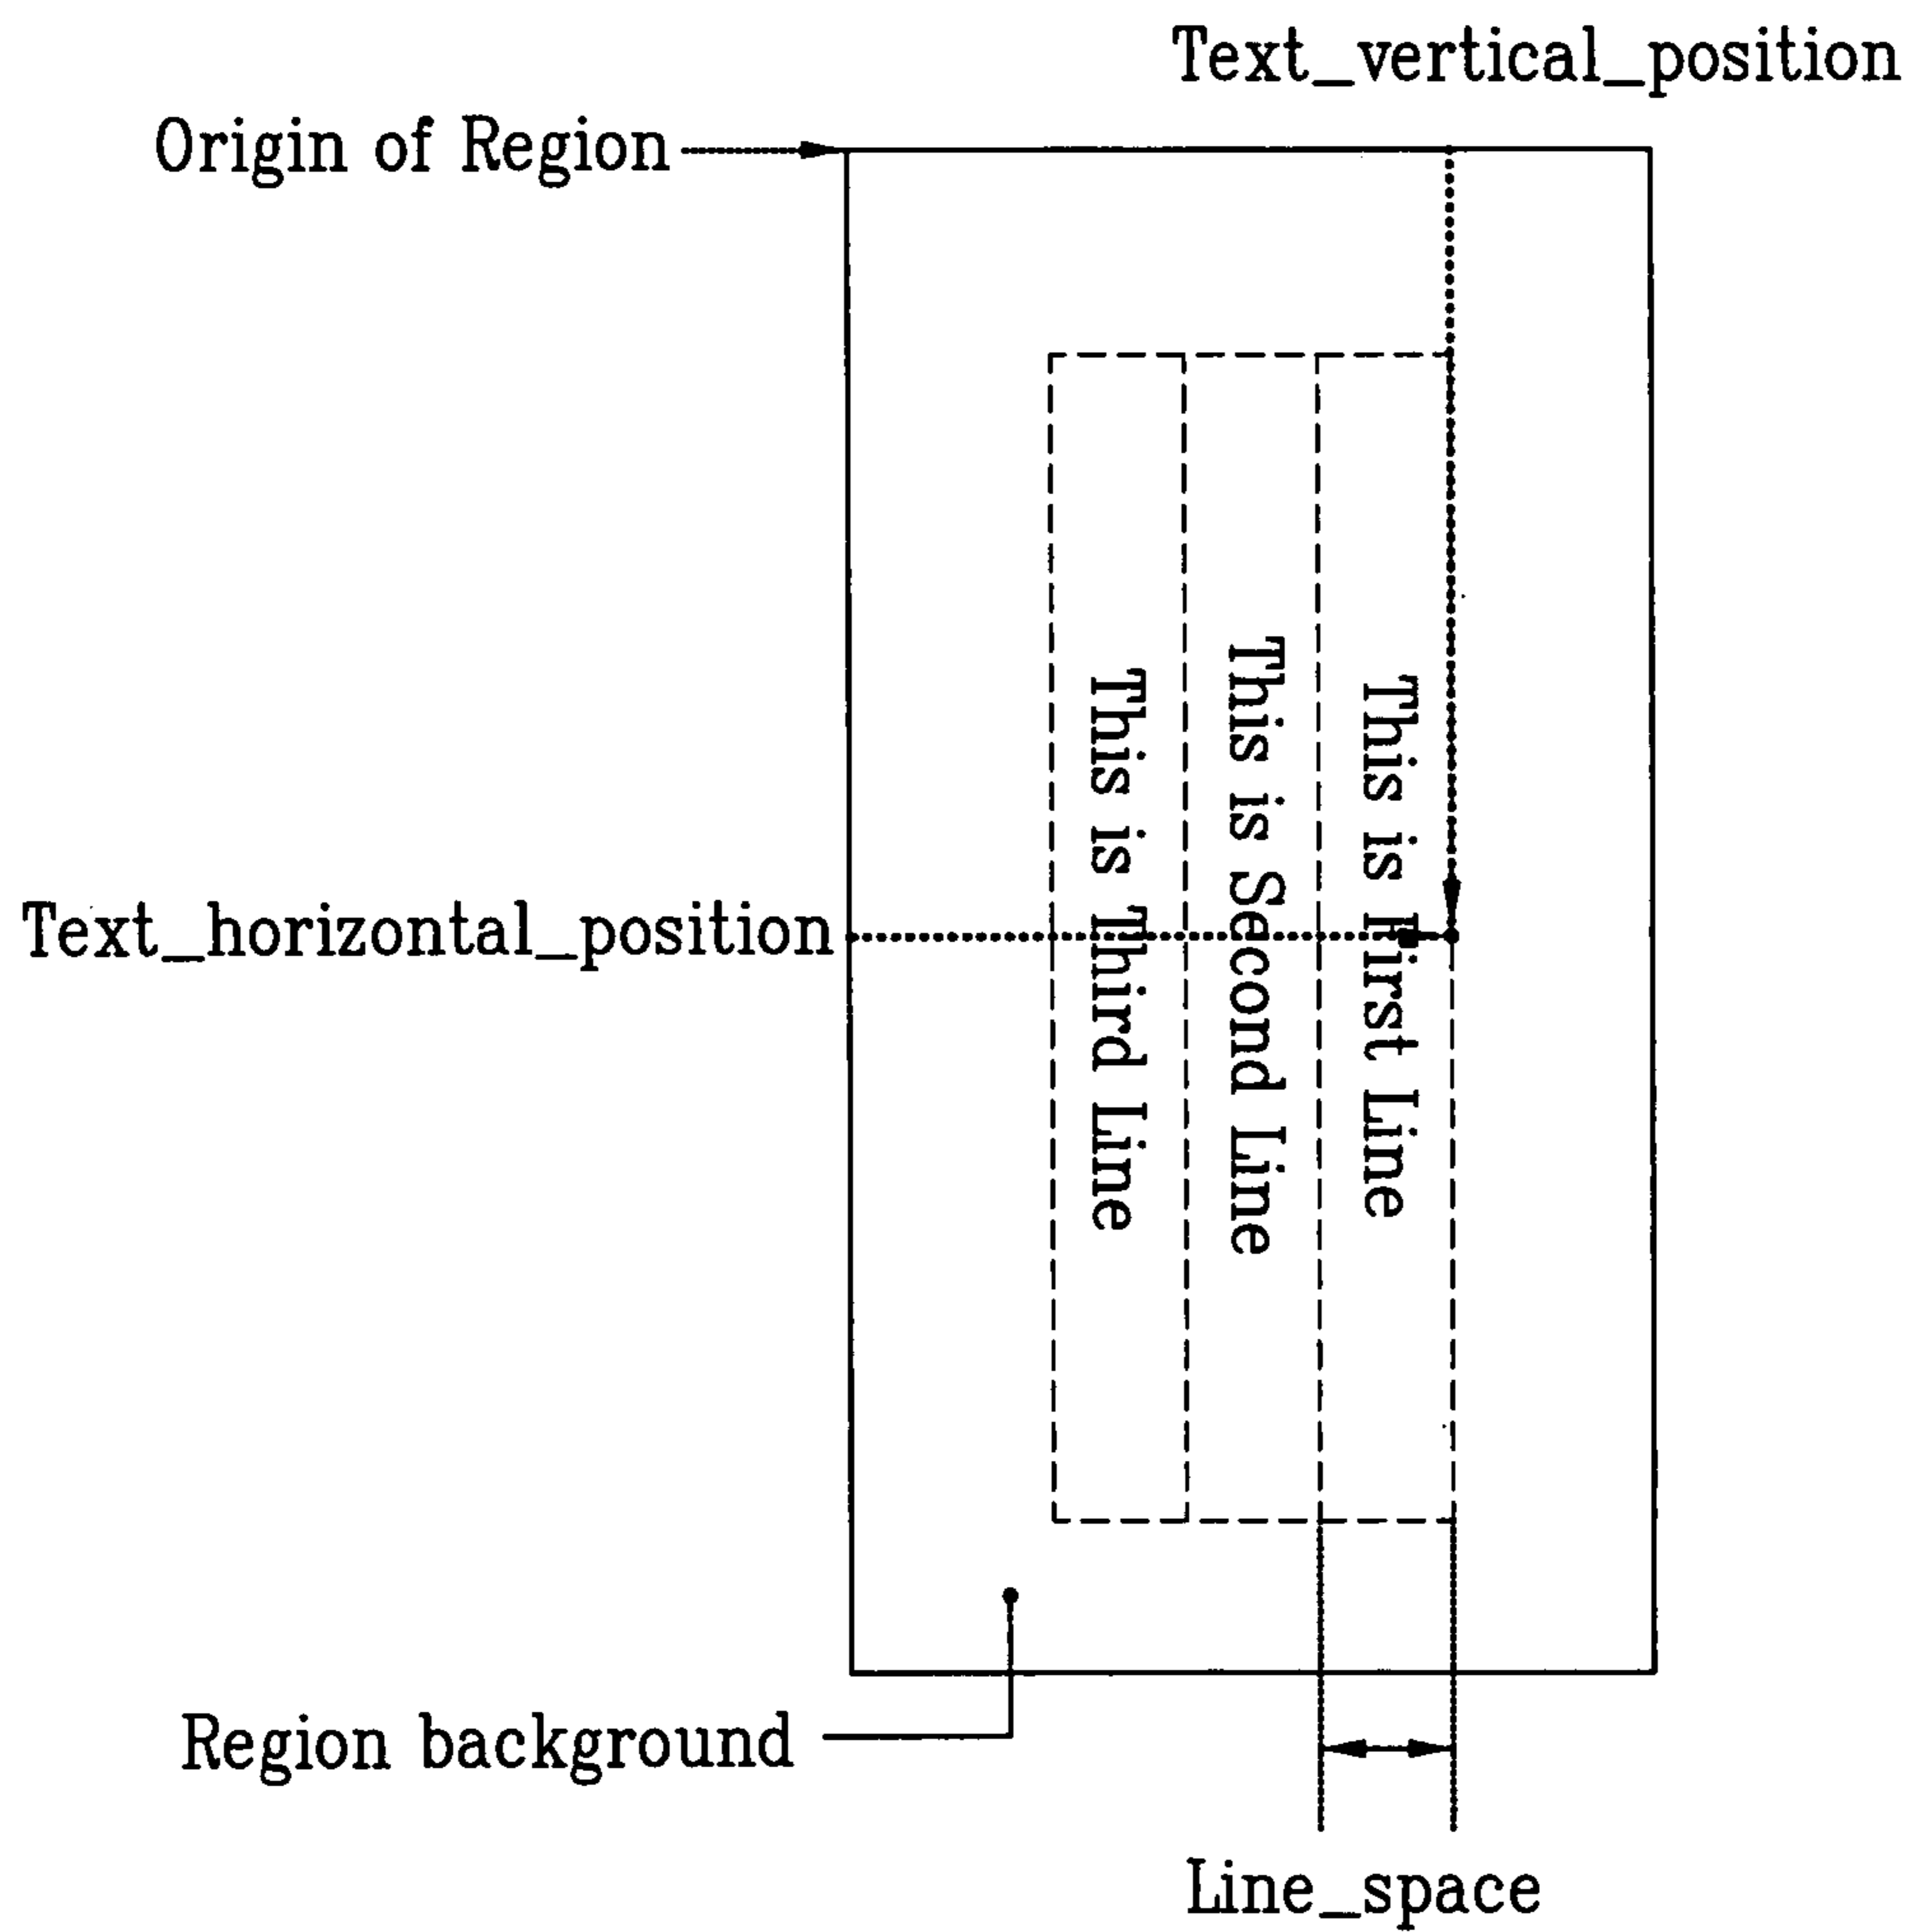 Text_vertical_position
Origin of Region
This is First Line
This is Second Line
This is Third Line
Text_horizontal_position
Region background
Line_space